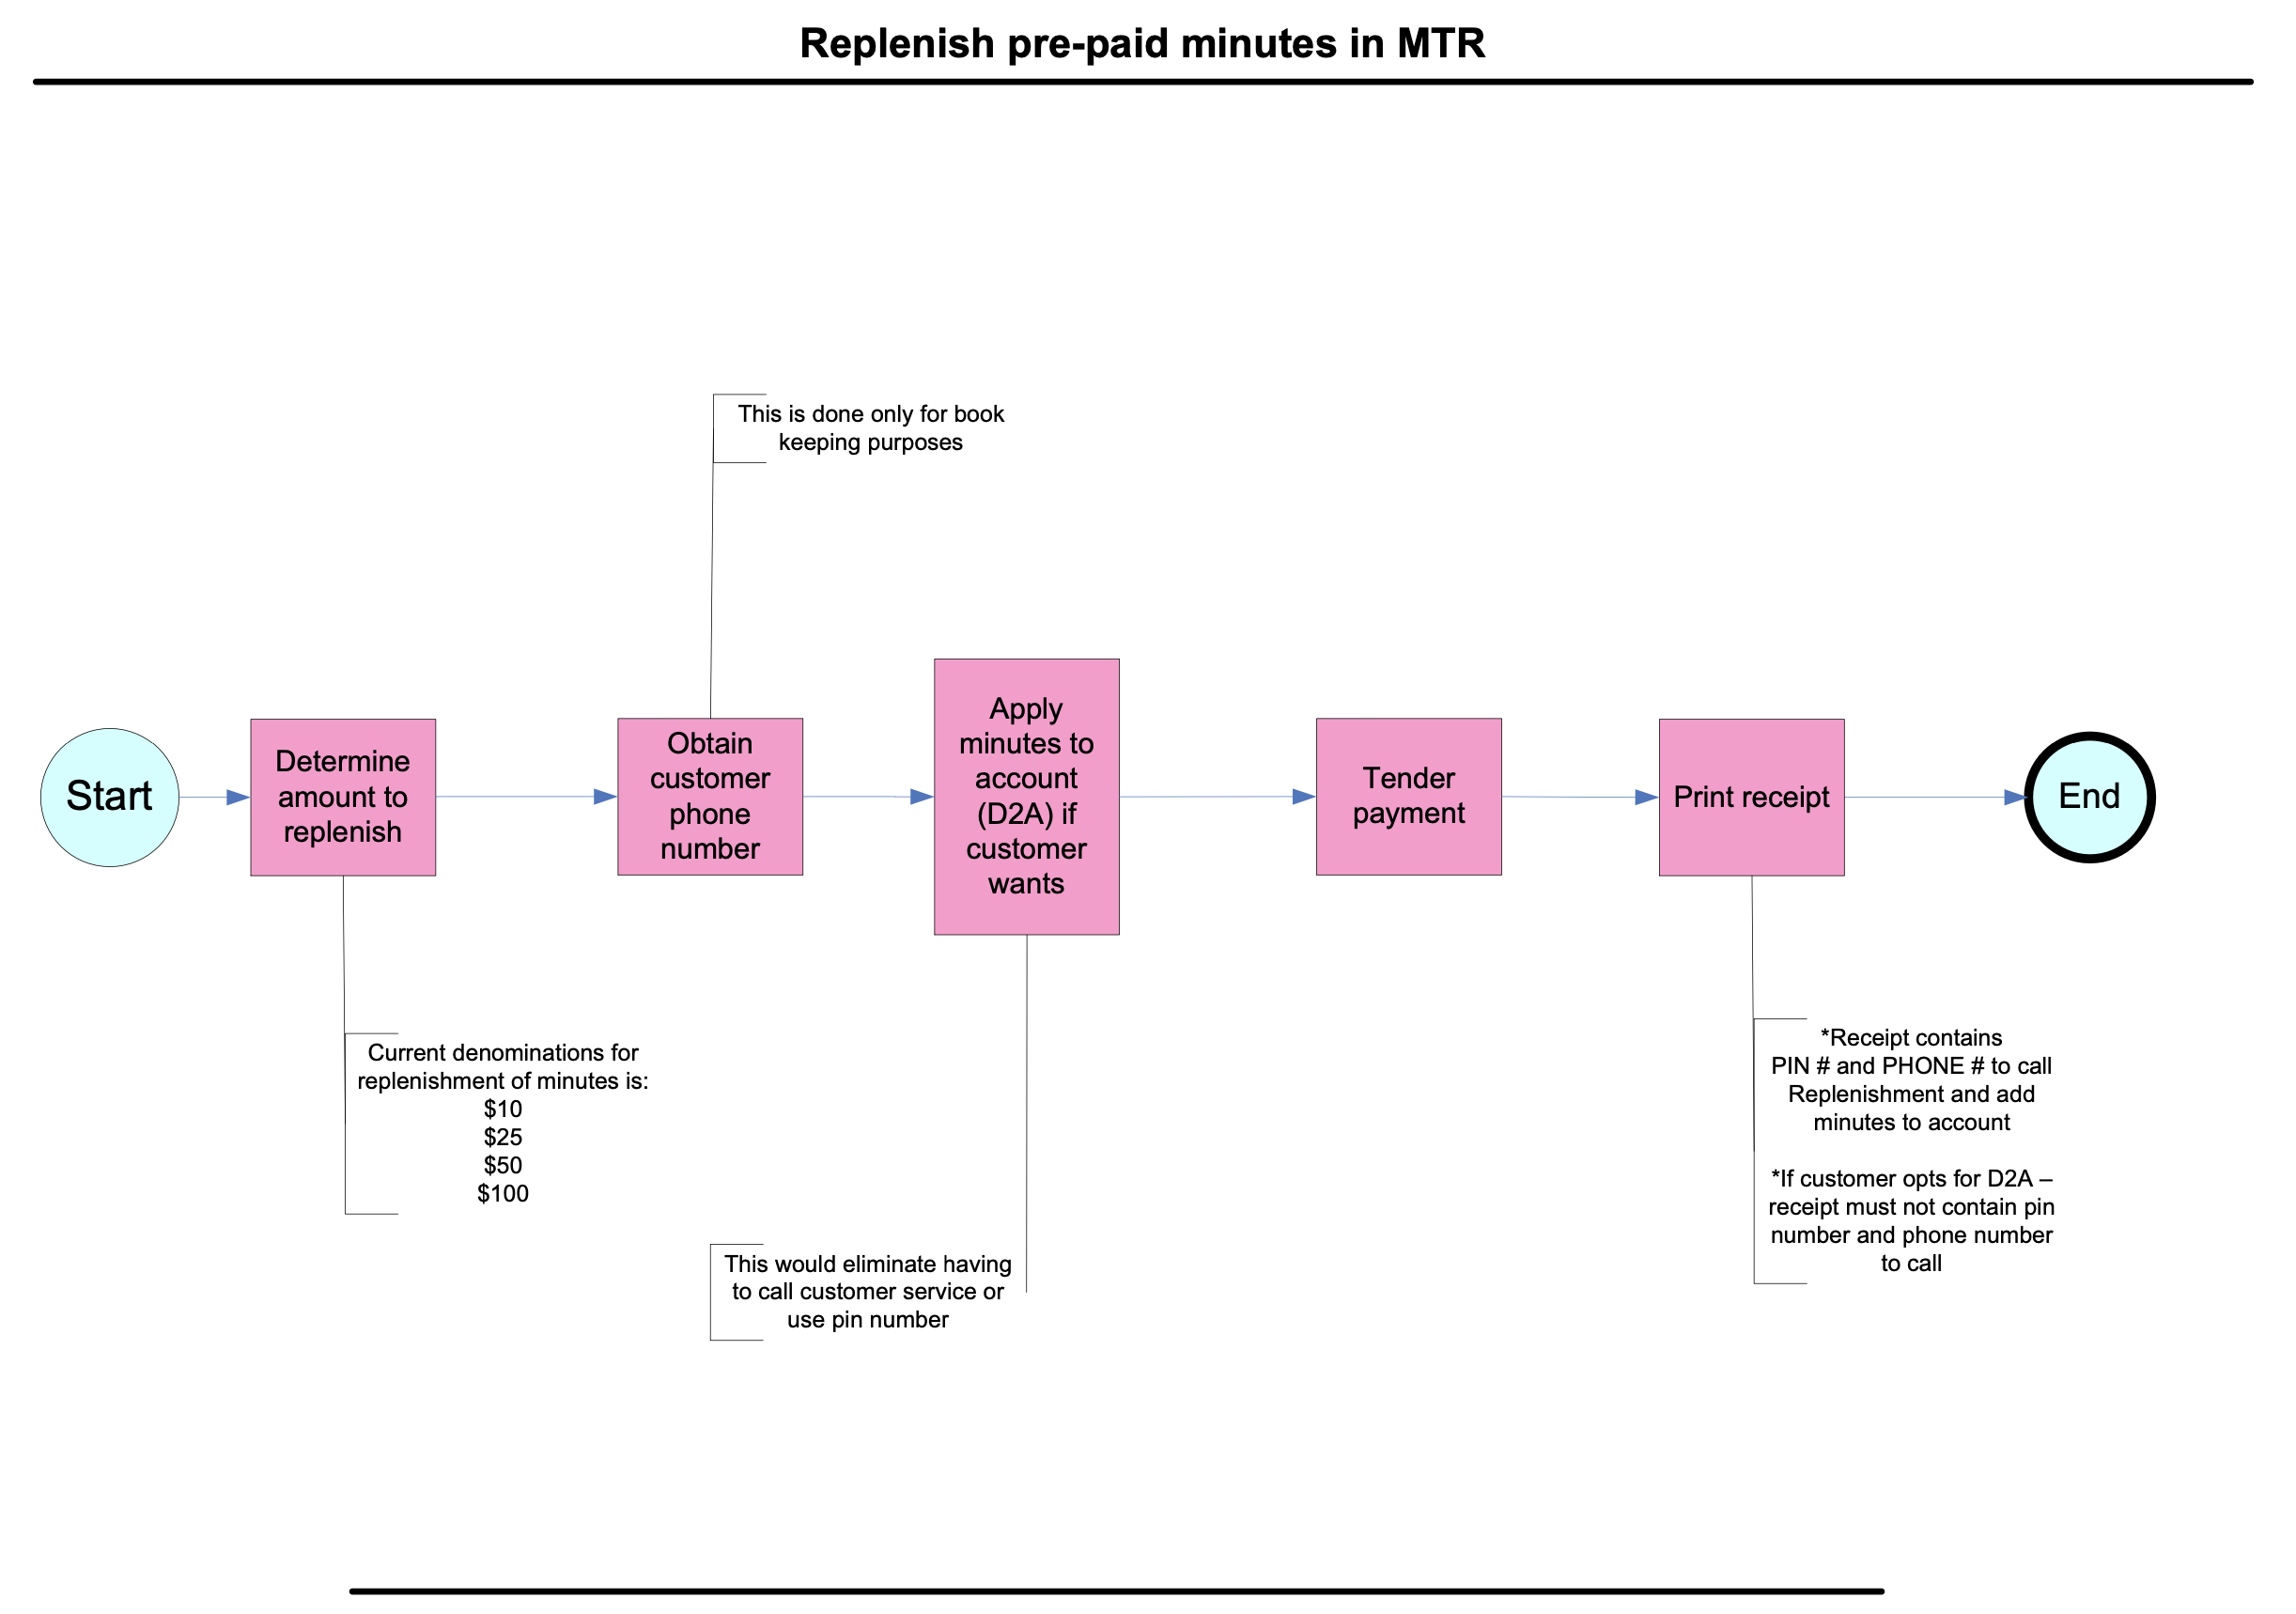 Replenish pre-paid minutes in MTR
This is done only for book
keeping purposes
Start
Determine
amount to
replenish
Obtain
customer
phone
number
Apply
minutes to
account
(D2A) if
customer
wants
Tender
payment
Print receipt
End
Current denominations for
replenishment of minutes is:
$10
$25
$50
$100
This would eliminate having
to call customer service or
use pin number
*Receipt contains
PIN # and PHONE # to call
Replenishment and add
minutes to account
*If customer opts for D2A –
receipt must not contain pin
number and phone number
to call